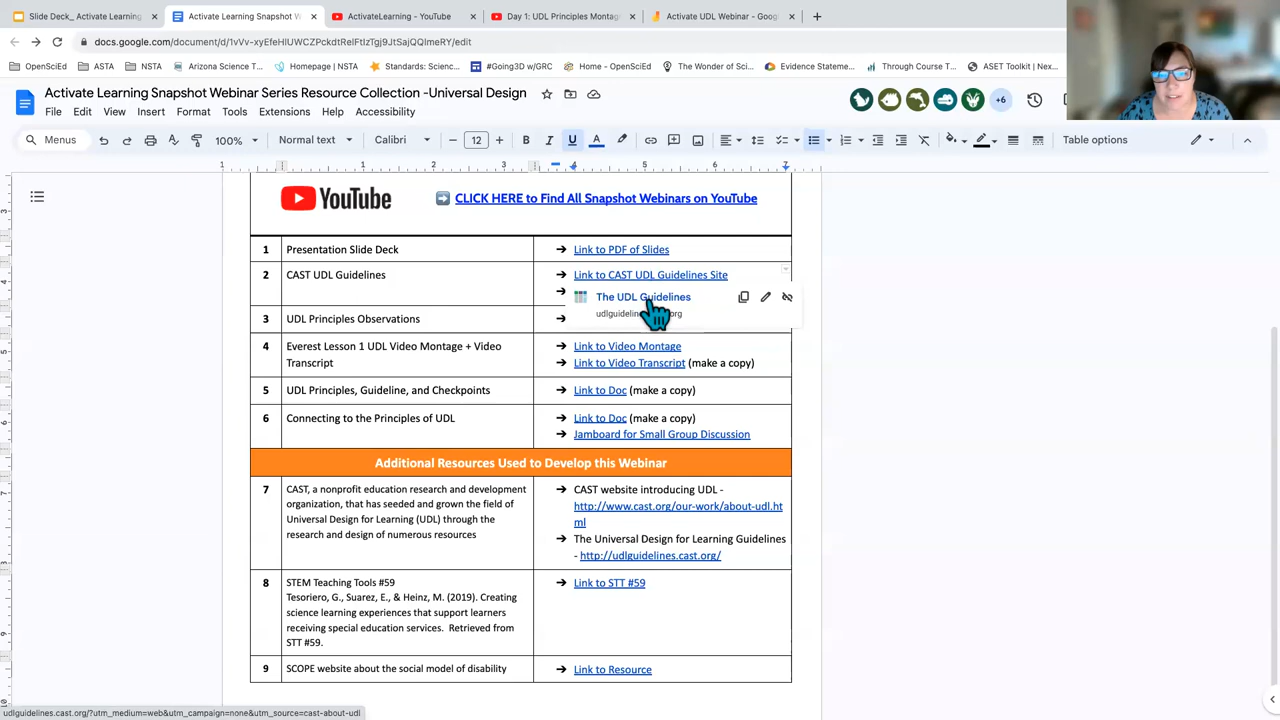 Slide Deck_ Activate Learning
Activate Learning Snapshot W
ActivateLearning - YouTube
Day 1: UDL Principles Montag
Activate UDL Webinar - Goog
docs.google.com/document/d/1vVv-xyEfeHIUWCZPckdtRelFtIzTgj9JtSajQQlmeRY/edit
OpenSciEd
ASTA
NSTA
Arizona Science T...
Homepage | NSTA
Standards: Scienc...
#Going3D w/GRC
Home - OpenSciEd
The Wonder of Scie...
Evidence Stateme...
Through Course T...
ASET Toolkit | Nex...
Activate Learning Snapshot Webinar Series Resource Collection -Universal Design
+6
File Edit View Insert Format Tools Extensions Help Accessibility
Menus
100%
Normal text
Calibri
12
B I U A
Table options
1 1 2 3 4 5 6 7
YouTube
CLICK HERE to Find All Snapshot Webinars on YouTube
1 Presentation Slide Deck
➔ Link to PDF of Slides
2 CAST UDL Guidelines
➔ Link to CAST UDL Guidelines Site
The UDL Guidelines
3 UDL Principles Observations
4 Everest Lesson 1 UDL Video Montage + Video
Transcript
➔ Link to Video Montage
➔ Link to Video Transcript (make a copy)
5 UDL Principles, Guideline, and Checkpoints
➔ Link to Doc (make a copy)
6 Connecting to the Principles of UDL
➔ Link to Doc (make a copy)
➔ Jamboard for Small Group Discussion
Additional Resources Used to Develop this Webinar
7 CAST, a nonprofit education research and development
organization, that has seeded and grown the field of
Universal Design for Learning (UDL) through the
research and design of numerous resources
➔ CAST website introducing UDL -
http://www.cast.org/our-work/about-udl.ht
ml
➔ The Universal Design for Learning Guidelines
- http://udlguidelines.cast.org/
8 STEM Teaching Tools #59
Tesoriero, G., Suarez, E., & Heinz, M. (2019). Creating
science learning experiences that support learners
receiving special education services. Retrieved from
STT #59.
➔ Link to STT #59
9 SCOPE website about the social model of disability
➔ Link to Resource
udlguidelines.cast.org/?utm_medium=web&utm_campaign=none&utm_source=cast-about-udl